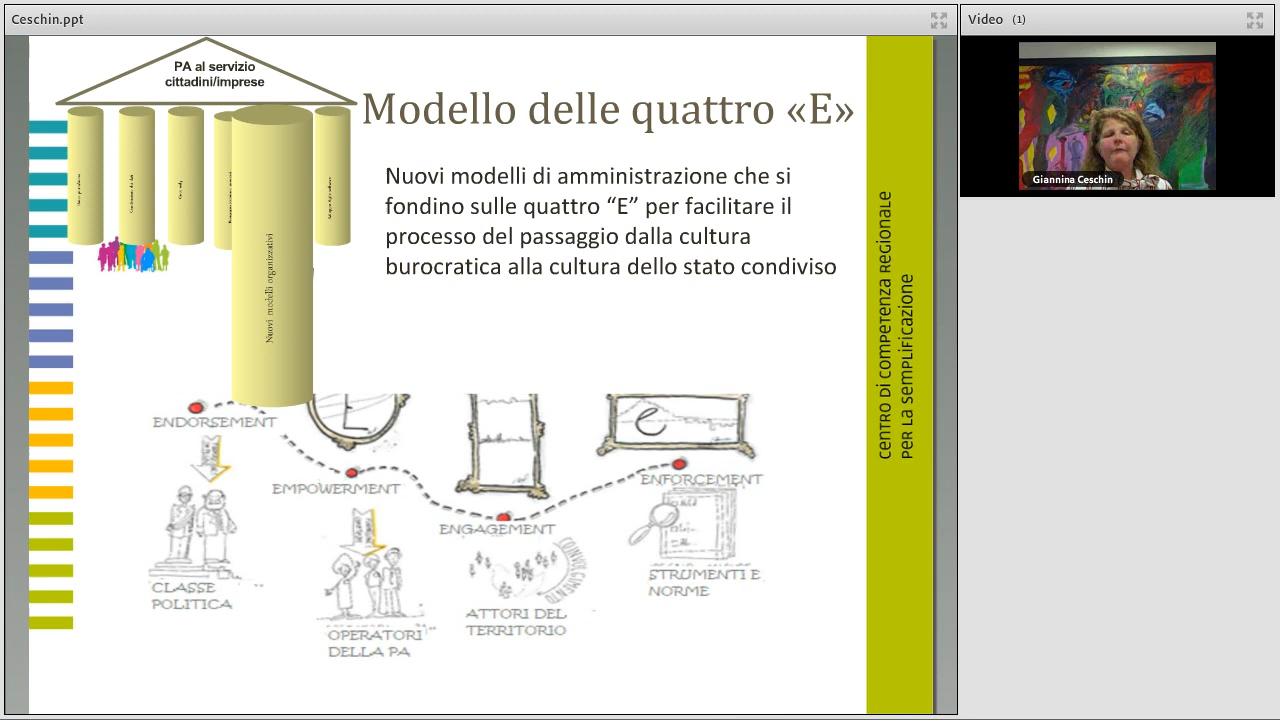 Ceschin.ppt
PA al servizio
cittadini/imprese
Modello delle quattro «E»
Nuovi modelli di amministrazione che si
fondino sulle quattro “E” per facilitare il
processo del passaggio dalla cultura
burocratica alla cultura dello stato condiviso
Nuovi modelli organizzativi
ENDORSEMENT
EMPOWERMENT
ENGAGEMENT
ENFORCEMENT
CLASSE
POLITICA
OPERATORI
DELLA PA
COINVOLGIMENTO
ATTORI DEL
TERRITORIO
STRUMENTI E
NORME
CENTRO DI COMPETENZA REGIONALE
PER LA SEMPLIFICAZIONE
Video (1)
Giannina Ceschin